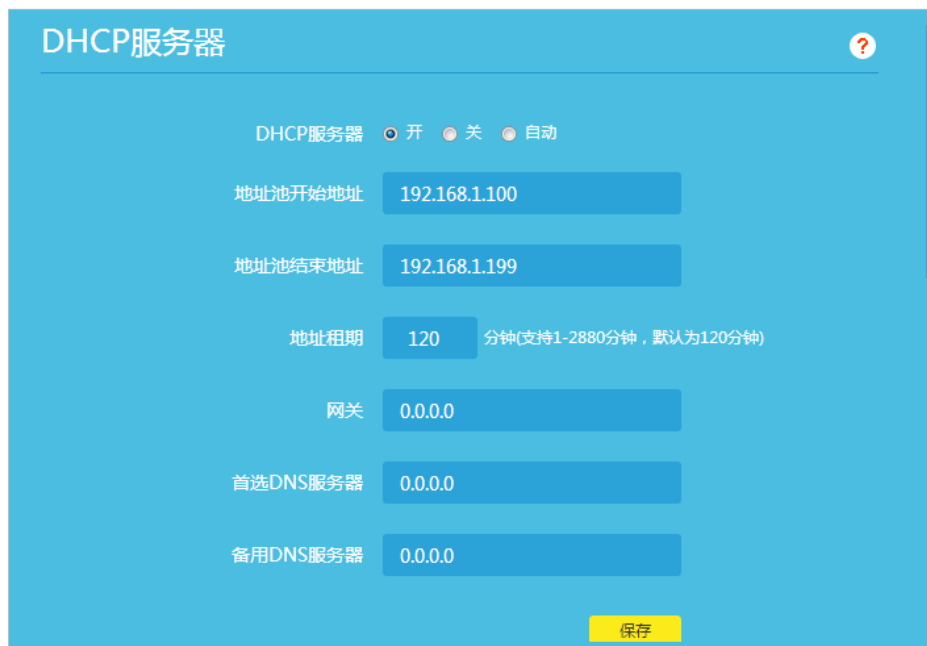 DHCP服务器
?
DHCP服务器 开 关 自动
地址池开始地址 192.168.1.100
地址池结束地址 192.168.1.199
地址租期 120 分钟(支持1-2880分钟，默认为120分钟)
网关 0.0.0.0
首选DNS服务器 0.0.0.0
备用DNS服务器 0.0.0.0
保存